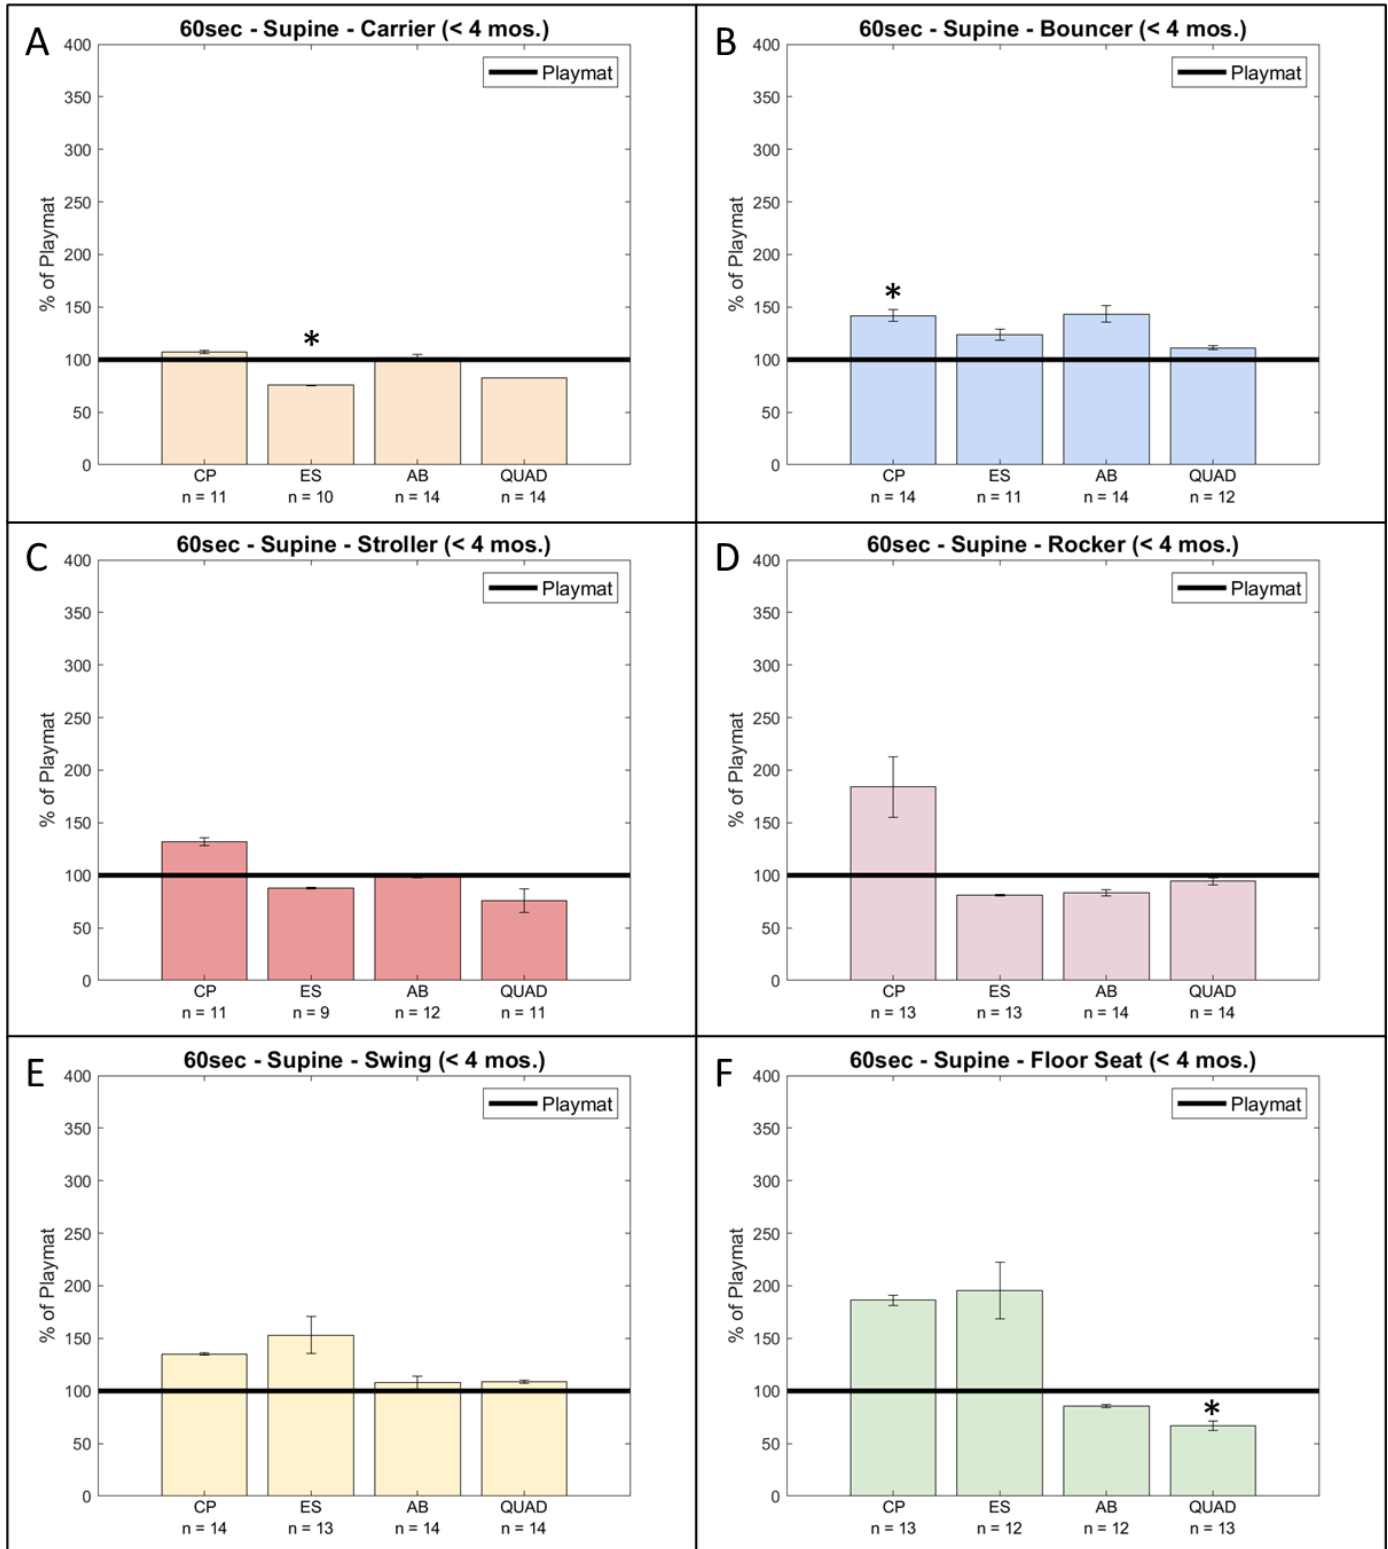 A
60sec - Supine - Carrier (< 4 mos.)
400
350
300
250
200
150
100
50
0
% of Playmat
Playmat
*
CP ES AB QUAD
n = 11 n = 10 n = 14 n = 14
B
60sec - Supine - Bouncer (< 4 mos.)
400
350
300
250
200
150
100
50
0
% of Playmat
Playmat
*
CP ES AB QUAD
n = 14 n = 11 n = 14 n = 12
C
60sec - Supine - Stroller (< 4 mos.)
400
350
300
250
200
150
100
50
0
% of Playmat
Playmat
CP ES AB QUAD
n = 11 n = 9 n = 12 n = 11
D
60sec - Supine - Rocker (< 4 mos.)
400
350
300
250
200
150
100
50
0
% of Playmat
Playmat
CP ES AB QUAD
n = 13 n = 13 n = 14 n = 14
E
60sec - Supine - Swing (< 4 mos.)
400
350
300
250
200
150
100
50
0
% of Playmat
Playmat
CP ES AB QUAD
n = 14 n = 13 n = 14 n = 14
F
60sec - Supine - Floor Seat (< 4 mos.)
400
350
300
250
200
150
100
50
0
% of Playmat
Playmat
*
CP ES AB QUAD
n = 13 n = 12 n = 12 n = 13